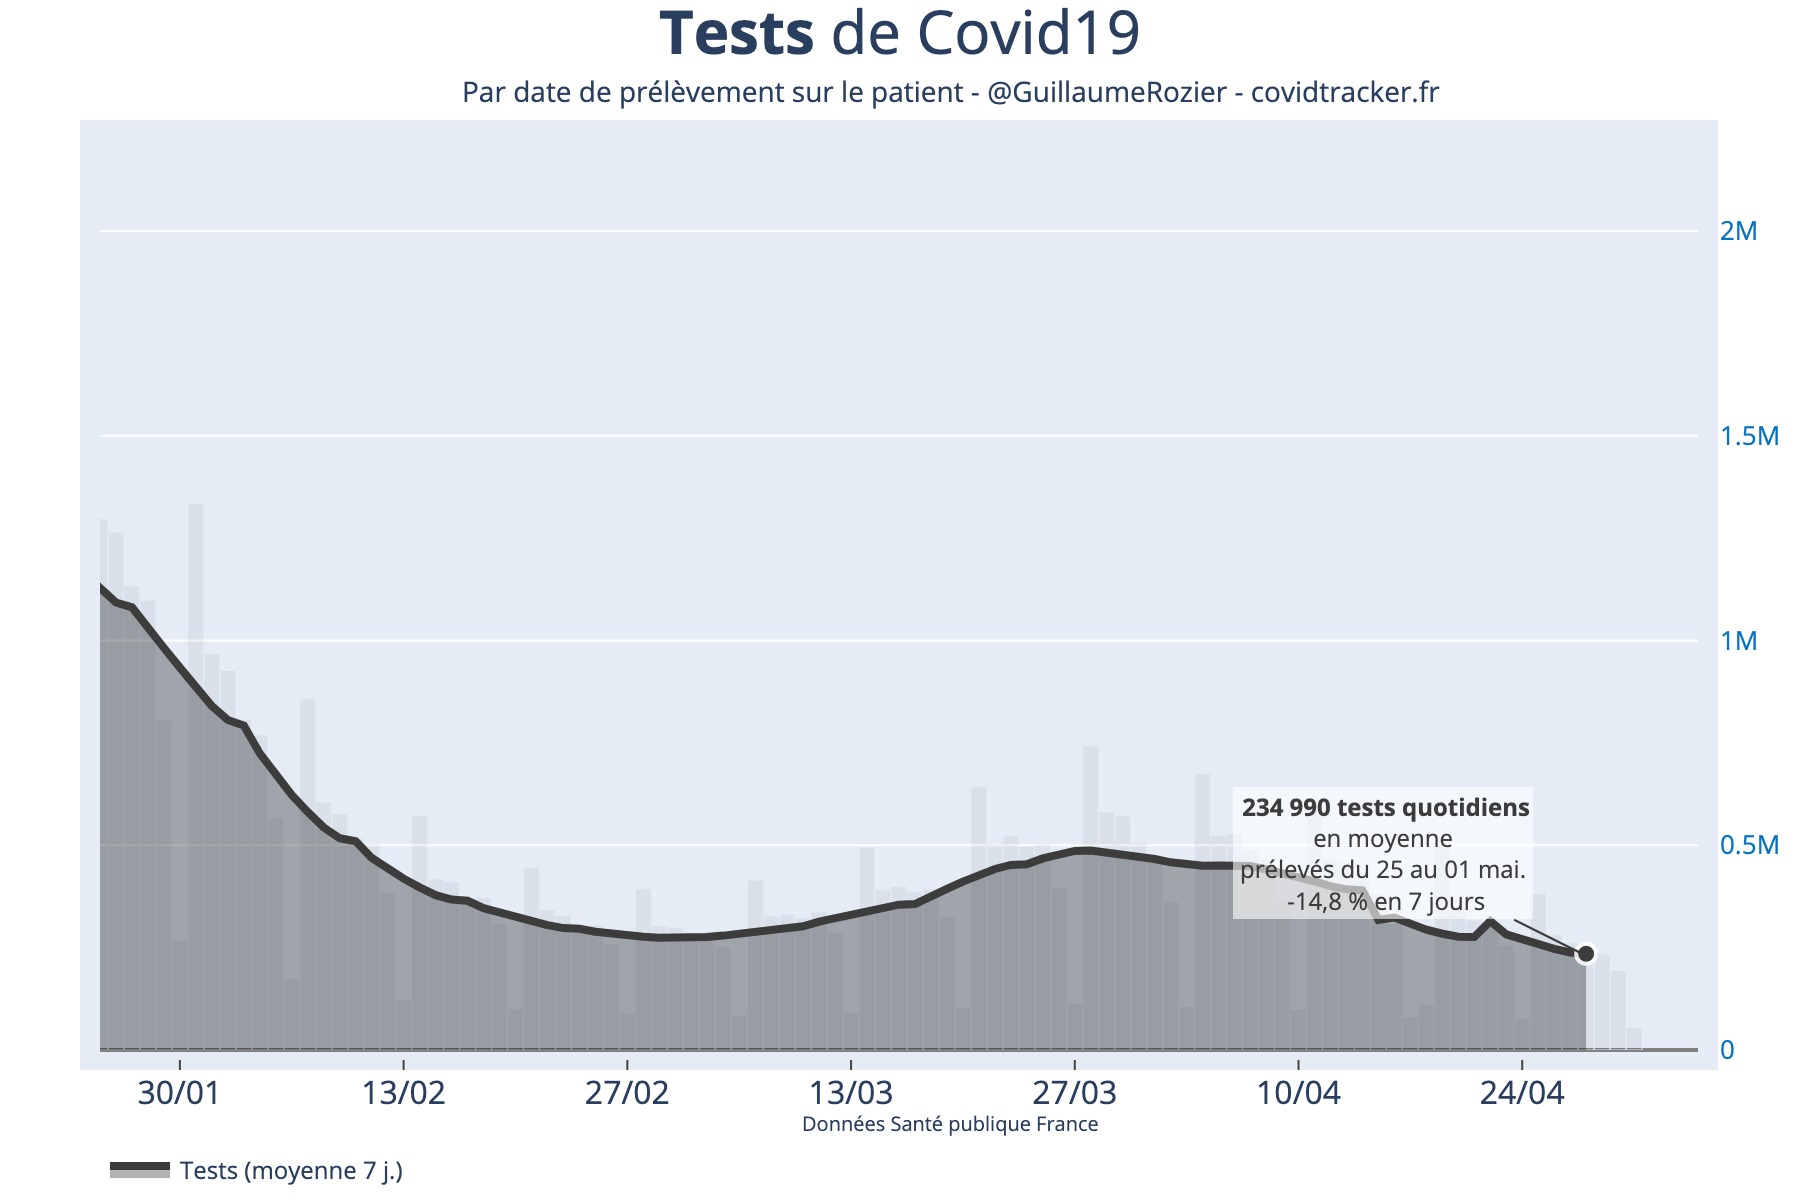 Tests de Covid19
Par date de prélèvement sur le patient - @GuillaumeRozier - covidtracker.fr
2M
1.5M
1M
0.5M
0
234 990 tests quotidiens
en moyenne
prélevés du 25 au 01 mai.
-14,8 % en 7 jours
30/01 13/02 27/02 13/03 27/03 10/04 24/04
Données Santé publique France
Tests (moyenne 7 j.)